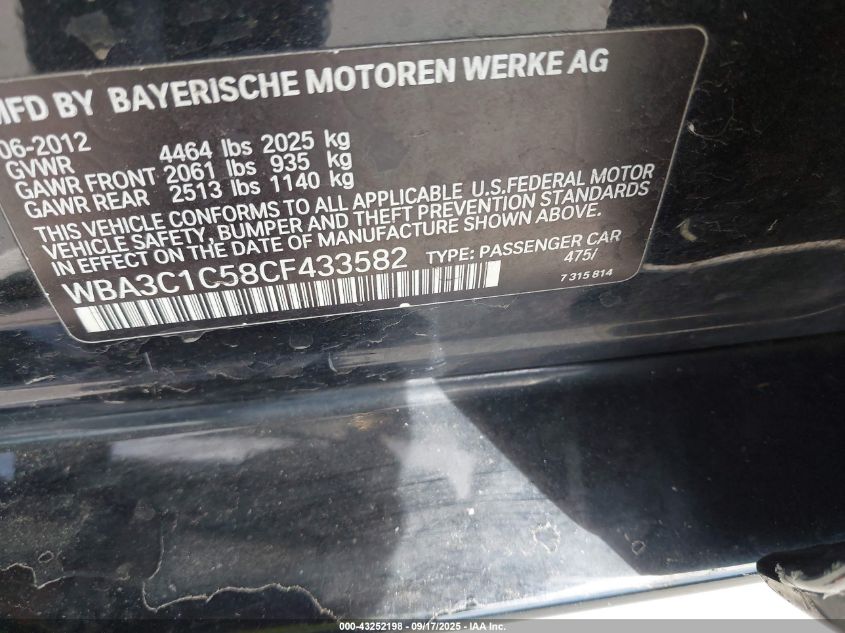 MFD BY BAYERISCHE MOTOREN WERKE AG
06-2012
GVWR 4464 lbs 2025 kg
GAWR FRONT 2061 lbs 935 kg
GAWR REAR 2513 lbs 1140 kg
THIS VEHICLE CONFORMS TO ALL APPLICABLE U.S.FEDERAL MOTOR
VEHICLE SAFETY, BUMPER AND THEFT PREVENTION STANDARDS
IN EFFECT ON THE DATE OF MANUFACTURE SHOWN ABOVE.
WBA3C1C58CF433582 TYPE: PASSENGER CAR
475i
7 315 814
000-43252198 - 09/17/2025 - IAA Inc.